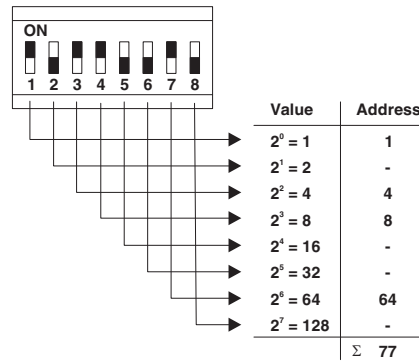 ON
1 2 3 4 5 6 7 8
Value Address
2⁰ = 1 1
2¹ = 2 -
2² = 4 4
2³ = 8 8
2⁴ = 16 -
2⁵ = 32 -
2⁶ = 64 64
2⁷ = 128 -
Σ 77